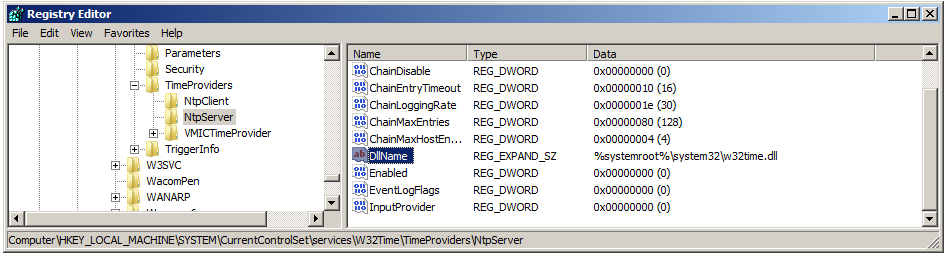 Registry Editor
File Edit View Favorites Help
Parameters
Security
TimeProviders
NtpClient
NtpServer
VMICTimeProvider
TriggerInfo
W3SVC
WacomPen
WANARP
Name Type Data
ChainDisable REG_DWORD 0x00000000 (0)
ChainEntryTimeout REG_DWORD 0x00000010 (16)
ChainLoggingRate REG_DWORD 0x0000001e (30)
ChainMaxEntries REG_DWORD 0x00000080 (128)
ChainMaxHostEn... REG_DWORD 0x00000004 (4)
DllName REG_EXPAND_SZ %systemroot%\system32\w32time.dll
Enabled REG_DWORD 0x00000000 (0)
EventLogFlags REG_DWORD 0x00000000 (0)
InputProvider REG_DWORD 0x00000000 (0)
Computer\HKEY_LOCAL_MACHINE\SYSTEM\CurrentControlSet\services\W32Time\TimeProviders\NtpServer